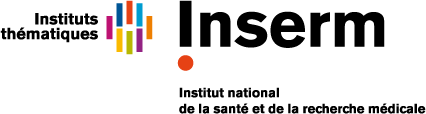 Instituts
thématiques
Inserm
Institut national
de la santé et de la recherche médicale